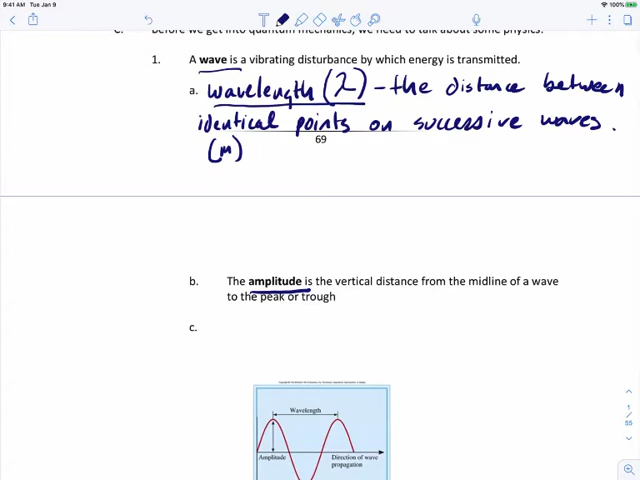 9:41 AM Tue Jan 9
100%
C. Before we get into quantum mechanics, we need to talk about some physics.
1. A wave is a vibrating disturbance by which energy is transmitted.
a. wavelength (λ) - the distance between
identical points on successive waves.
69
(m)
b. The amplitude is the vertical distance from the midline of a wave
to the peak or trough
c.
Wavelength
Amplitude
Direction of wave
propagation
1
/
55